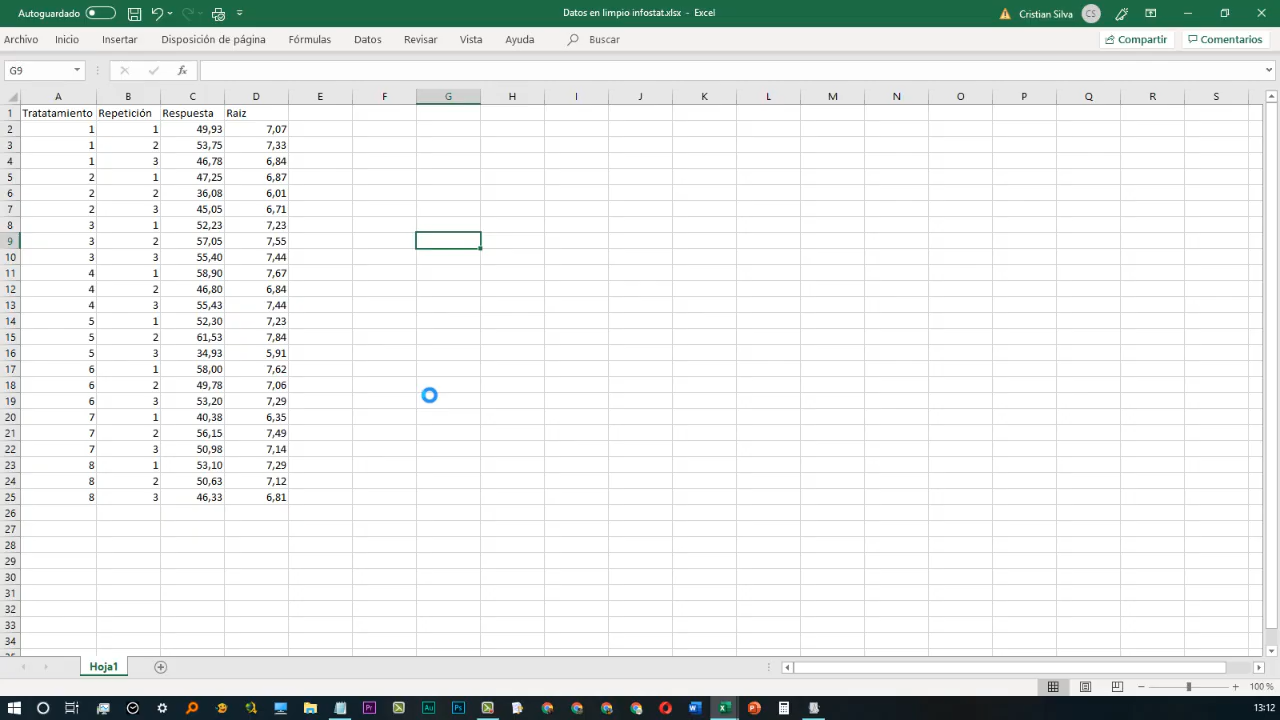 Autoguardado Datos en limpio infostat.xlsx - Excel Cristian Silva CS
Archivo Inicio Insertar Disposición de página Fórmulas Datos Revisar Vista Ayuda Buscar Compartir Comentarios
G9 fx
A B C D E F G H I J K L M N O P Q R S
1 Tratatamiento Repetición Respuesta Raiz
2 1 1 49,93 7,07
3 1 2 53,75 7,33
4 1 3 46,78 6,84
5 2 1 47,25 6,87
6 2 2 36,08 6,01
7 2 3 45,05 6,71
8 3 1 52,23 7,23
9 3 2 57,05 7,55
10 3 3 55,40 7,44
11 4 1 58,90 7,67
12 4 2 46,80 6,84
13 4 3 55,43 7,44
14 5 1 52,30 7,23
15 5 2 61,53 7,84
16 5 3 34,93 5,91
17 6 1 58,00 7,62
18 6 2 49,78 7,06
19 6 3 53,20 7,29
20 7 1 40,38 6,35
21 7 2 56,15 7,49
22 7 3 50,98 7,14
23 8 1 53,10 7,29
24 8 2 50,63 7,12
25 8 3 46,33 6,81
26
27
28
29
30
31
32
33
34
Hoja1
100 %
Pr Au Ps 13:12